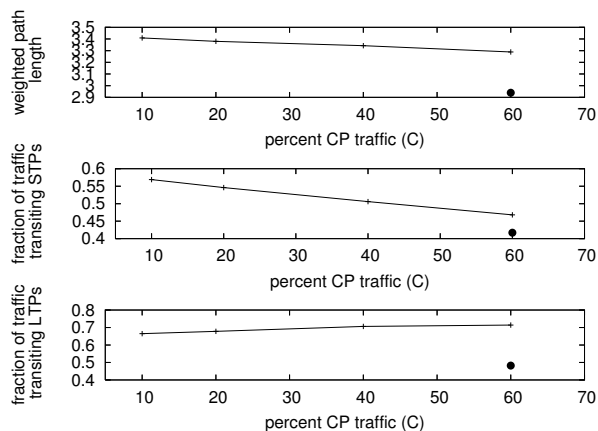 weighted path
length
3.5
3.4
3.3
3.2
3.1
3
2.9
10 20 30 40 50 60 70
percent CP traffic (C)
fraction of traffic
transiting STPs
0.6
0.55
0.5
0.45
0.4
10 20 30 40 50 60 70
percent CP traffic (C)
fraction of traffic
transiting LTPs
0.8
0.7
0.6
0.5
0.4
10 20 30 40 50 60 70
percent CP traffic (C)